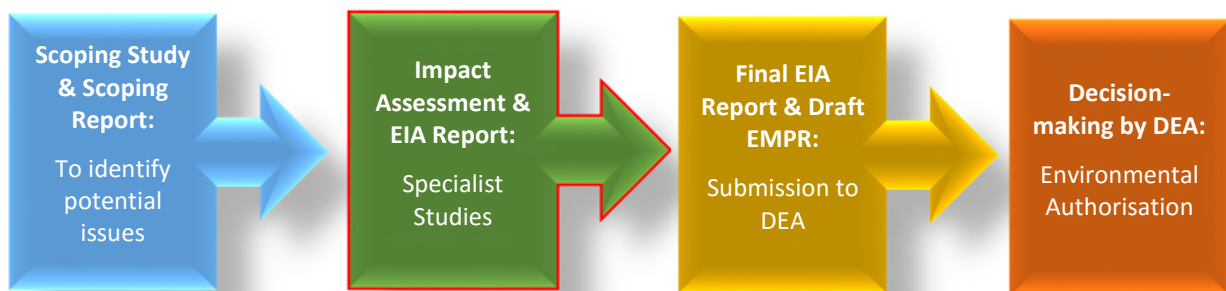 Scoping Study
& Scoping
Report:
To identify
potential
issues
Impact
Assessment &
EIA Report:
Specialist
Studies
Final EIA
Report & Draft
EMPR:
Submission to
DEA
Decision-
making by DEA:
Environmental
Authorisation